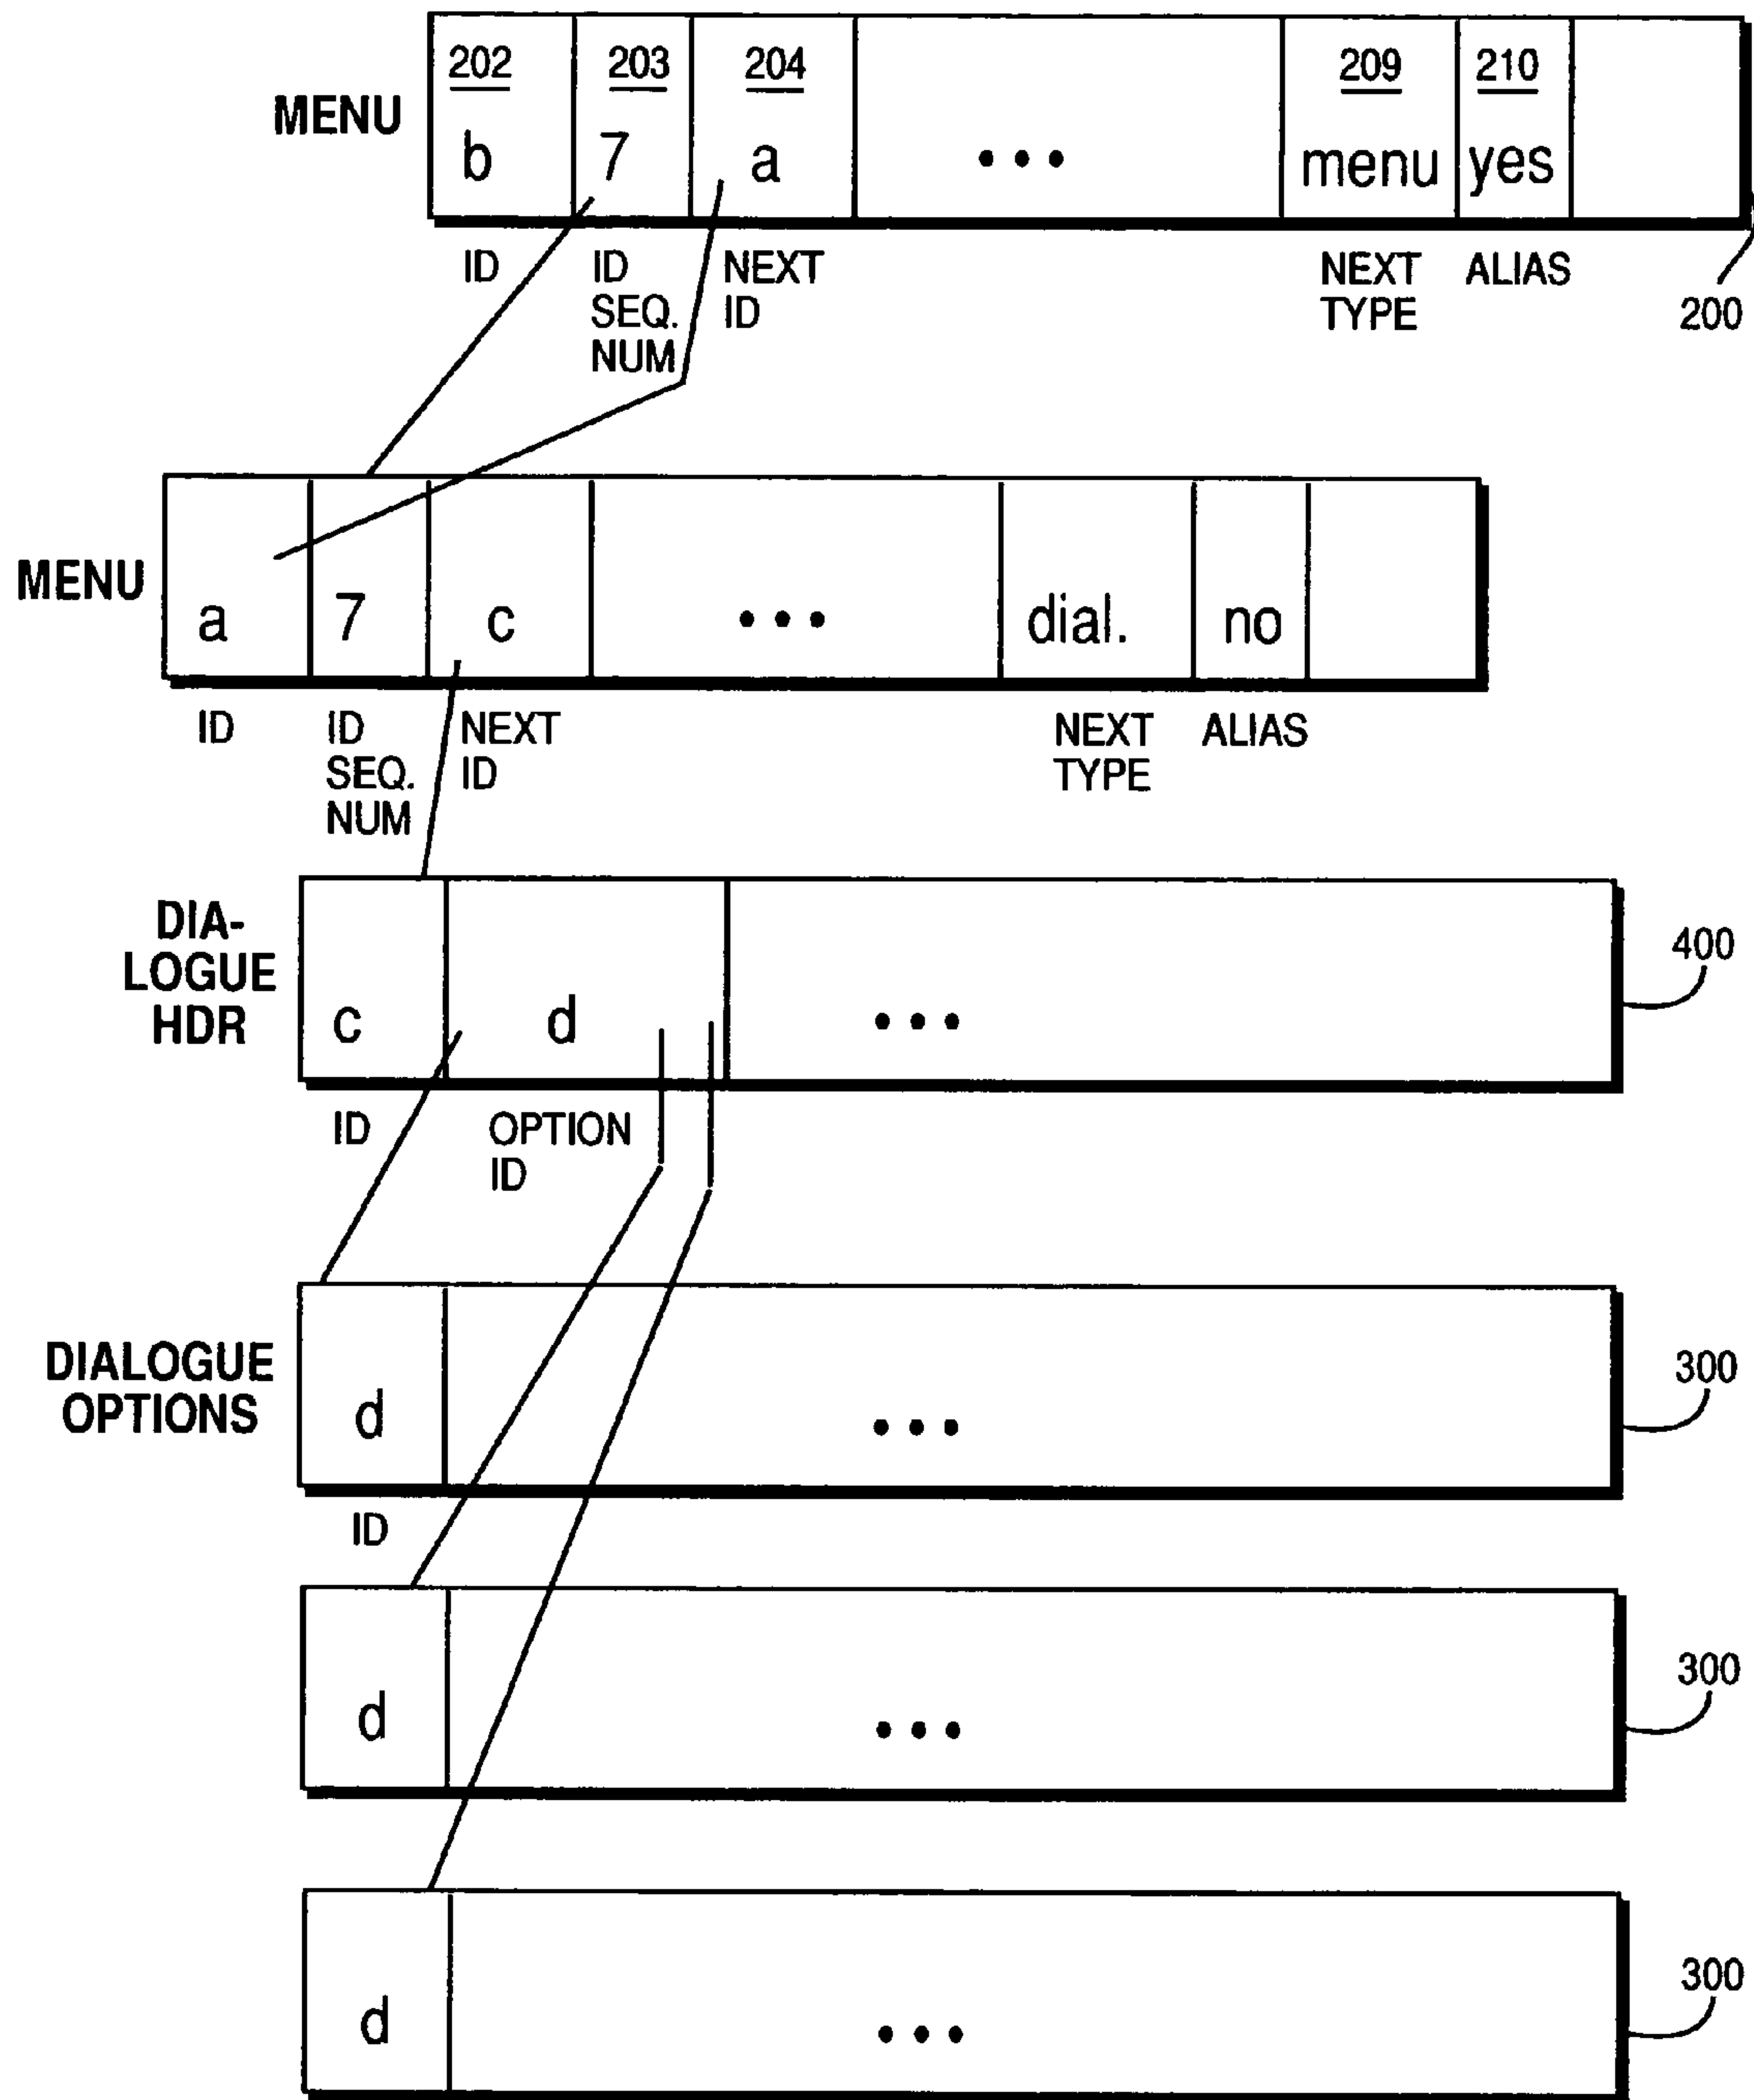 202 203 204 209 210
MENU
b 7 a ••• menu yes
ID ID NEXT NEXT ALIAS
SEQ. ID TYPE 200
NUM
MENU
a 7 c ••• dial. no
ID ID NEXT NEXT ALIAS
SEQ. ID TYPE
NUM
DIA-
LOGUE
HDR
c d •••
400
ID OPTION
ID
DIALOGUE
OPTIONS
d •••
300
ID
d •••
300
d •••
300